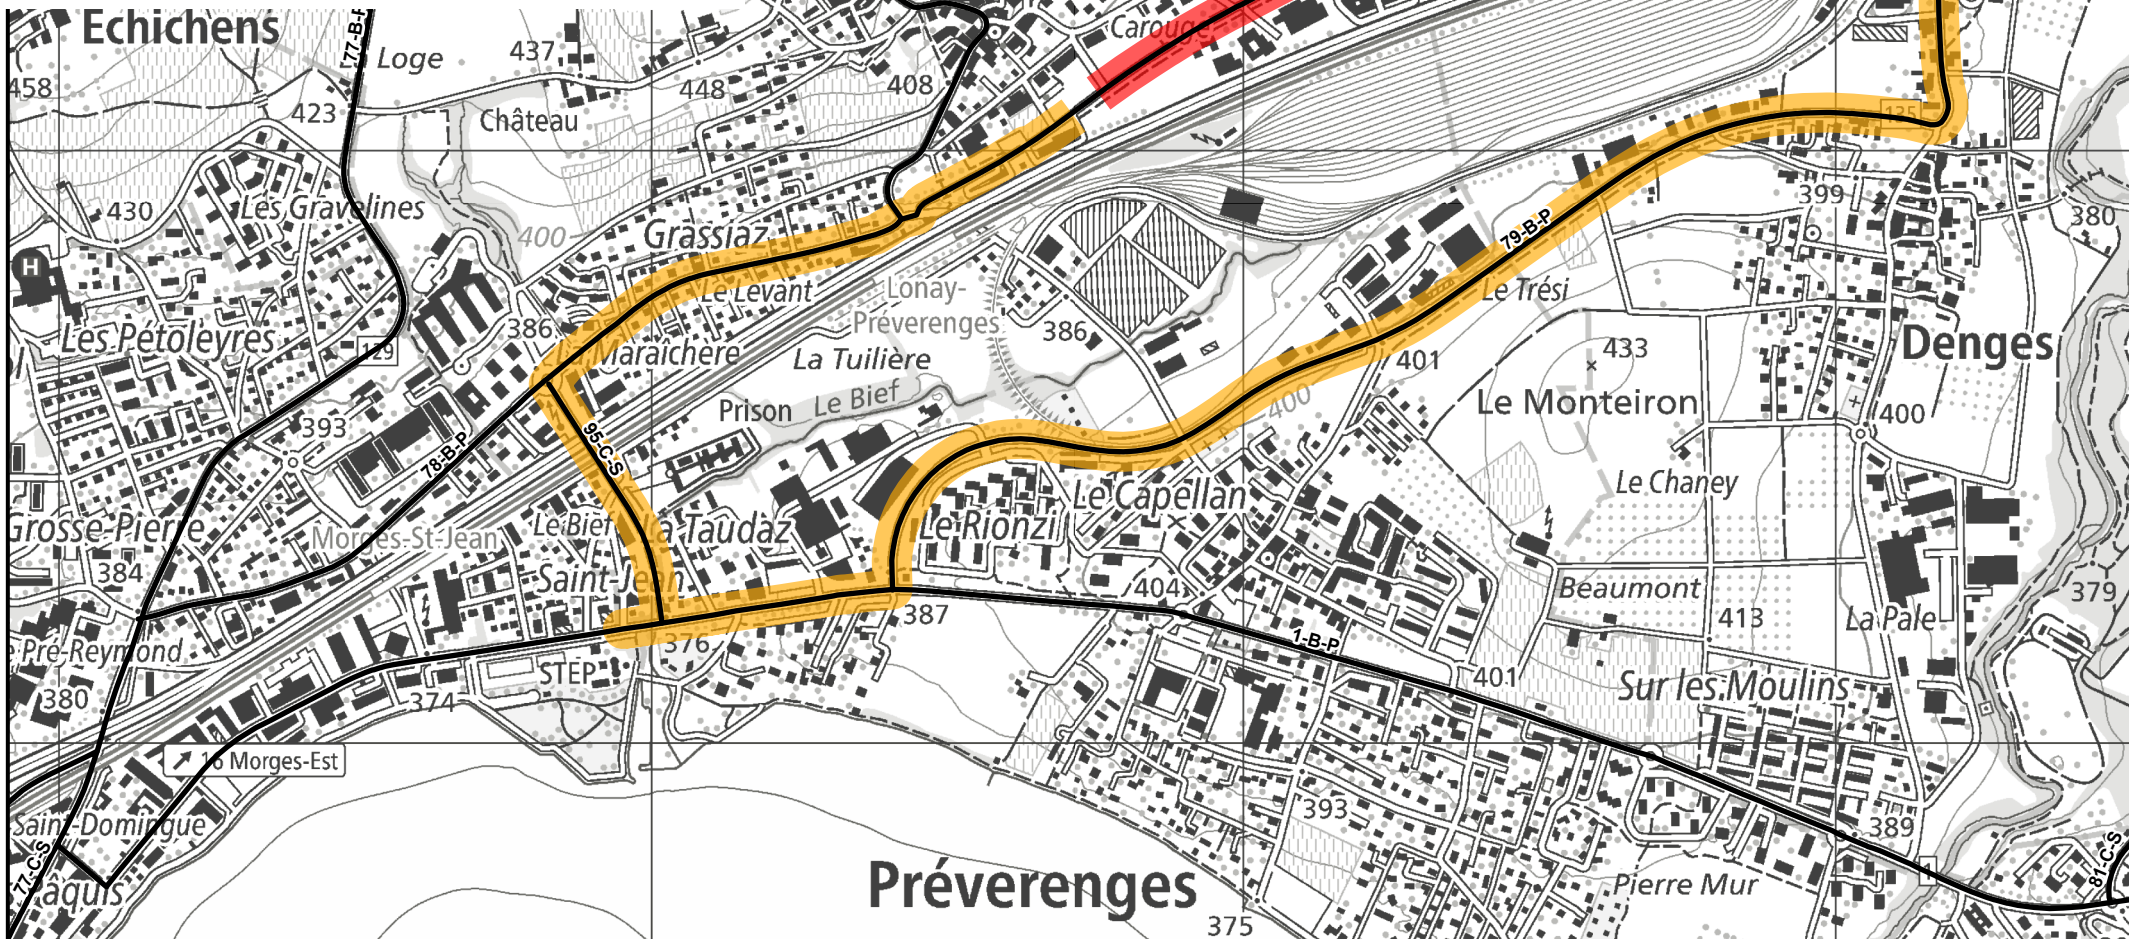 Echichens
77-B-P
Loge
437
Carouge
458
423
448
408
Château
135
430
Les Gravelines
400
Grassiaz
399
380
H
79-B-P
Le Levant
Lonay-
Préverenges
Le Trési
386
386
Les Pétoleyres
129
Maraichere
La Tuilière
401
433
Denges
Prison
Le Bief
400
Le Monteiron
400
393
78-B-P
95-C-S
Le Chaney
Le Capellan
Grosse-Pierre
Morges-St-Jean
Le Bief
La Taudaz
Le Rionzi
384
Saint-Jean
404
Beaumont
379
387
413
La Pale
Pré-Reymond
376
1-B-P
STEP
401
Sur les Moulins
380
374
16 Morges-Est
393
Saint-Domingue
389
77-C-S
Préverenges
Pierre Mur
81-C-S
375